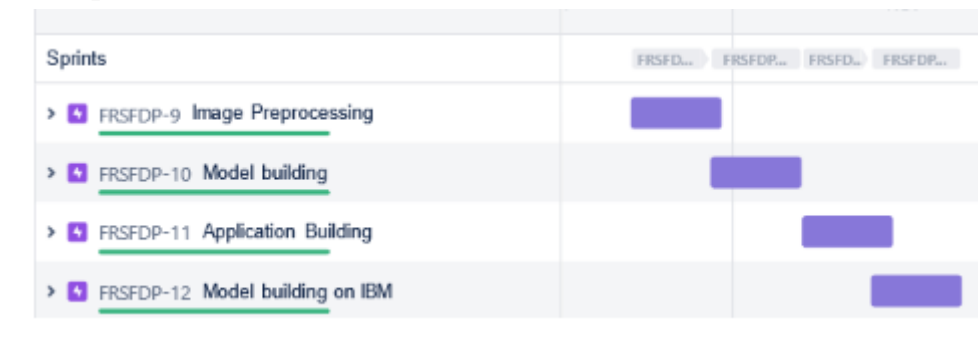 Sprints FRSFD... FRSFDP... FRSFD... FRSFDP...
FRSFDP-9 Image Preprocessing
FRSFDP-10 Model building
FRSFDP-11 Application Building
FRSFDP-12 Model building on IBM